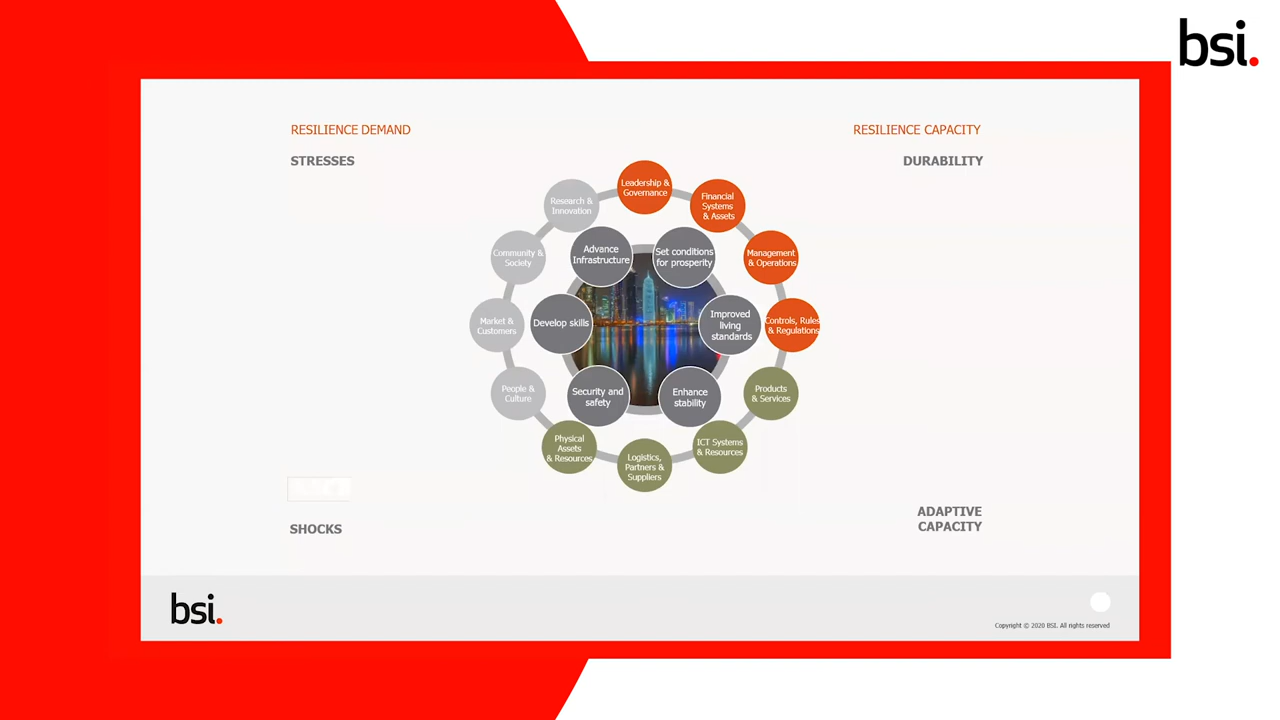 bsi.
RESILIENCE DEMAND
RESILIENCE CAPACITY
STRESSES
DURABILITY
Leadership &
Governance
Financial
Systems
& Assets
Management
& Operations
Controls, Rules
& Regulations
Products
& Services
ICT Systems
& Resources
Logistics,
Partners &
Suppliers
Physical
Assets
& Resources
People &
Culture
Market &
Customers
Community &
Society
Research &
Innovation
Advance
Infrastructure
Set conditions
for prosperity
Improved
living
standards
Enhance
stability
Security and
safety
Develop skills
SHOCKS
ADAPTIVE
CAPACITY
bsi.
Copyright © 2020 BSI. All rights reserved